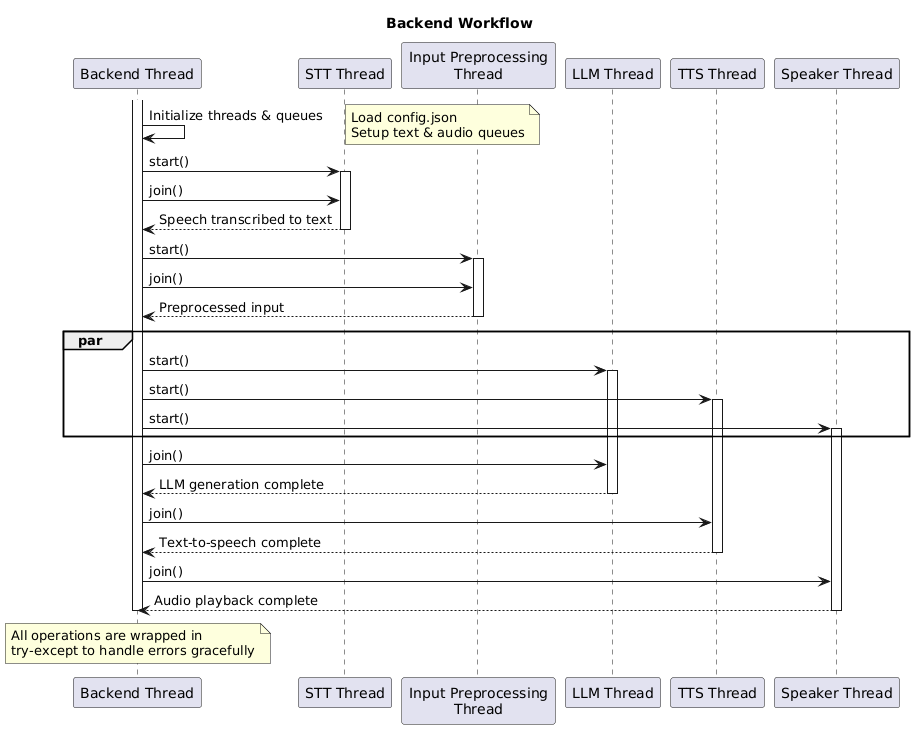 Backend Workflow
Backend Thread
STT Thread
Input Preprocessing
Thread
LLM Thread
TTS Thread
Speaker Thread
Initialize threads & queues
Load config.json
Setup text & audio queues
start()
join()
Speech transcribed to text
start()
join()
Preprocessed input
par
start()
start()
start()
join()
LLM generation complete
join()
Text-to-speech complete
join()
Audio playback complete
All operations are wrapped in
try-except to handle errors gracefully
Backend Thread
STT Thread
Input Preprocessing
Thread
LLM Thread
TTS Thread
Speaker Thread